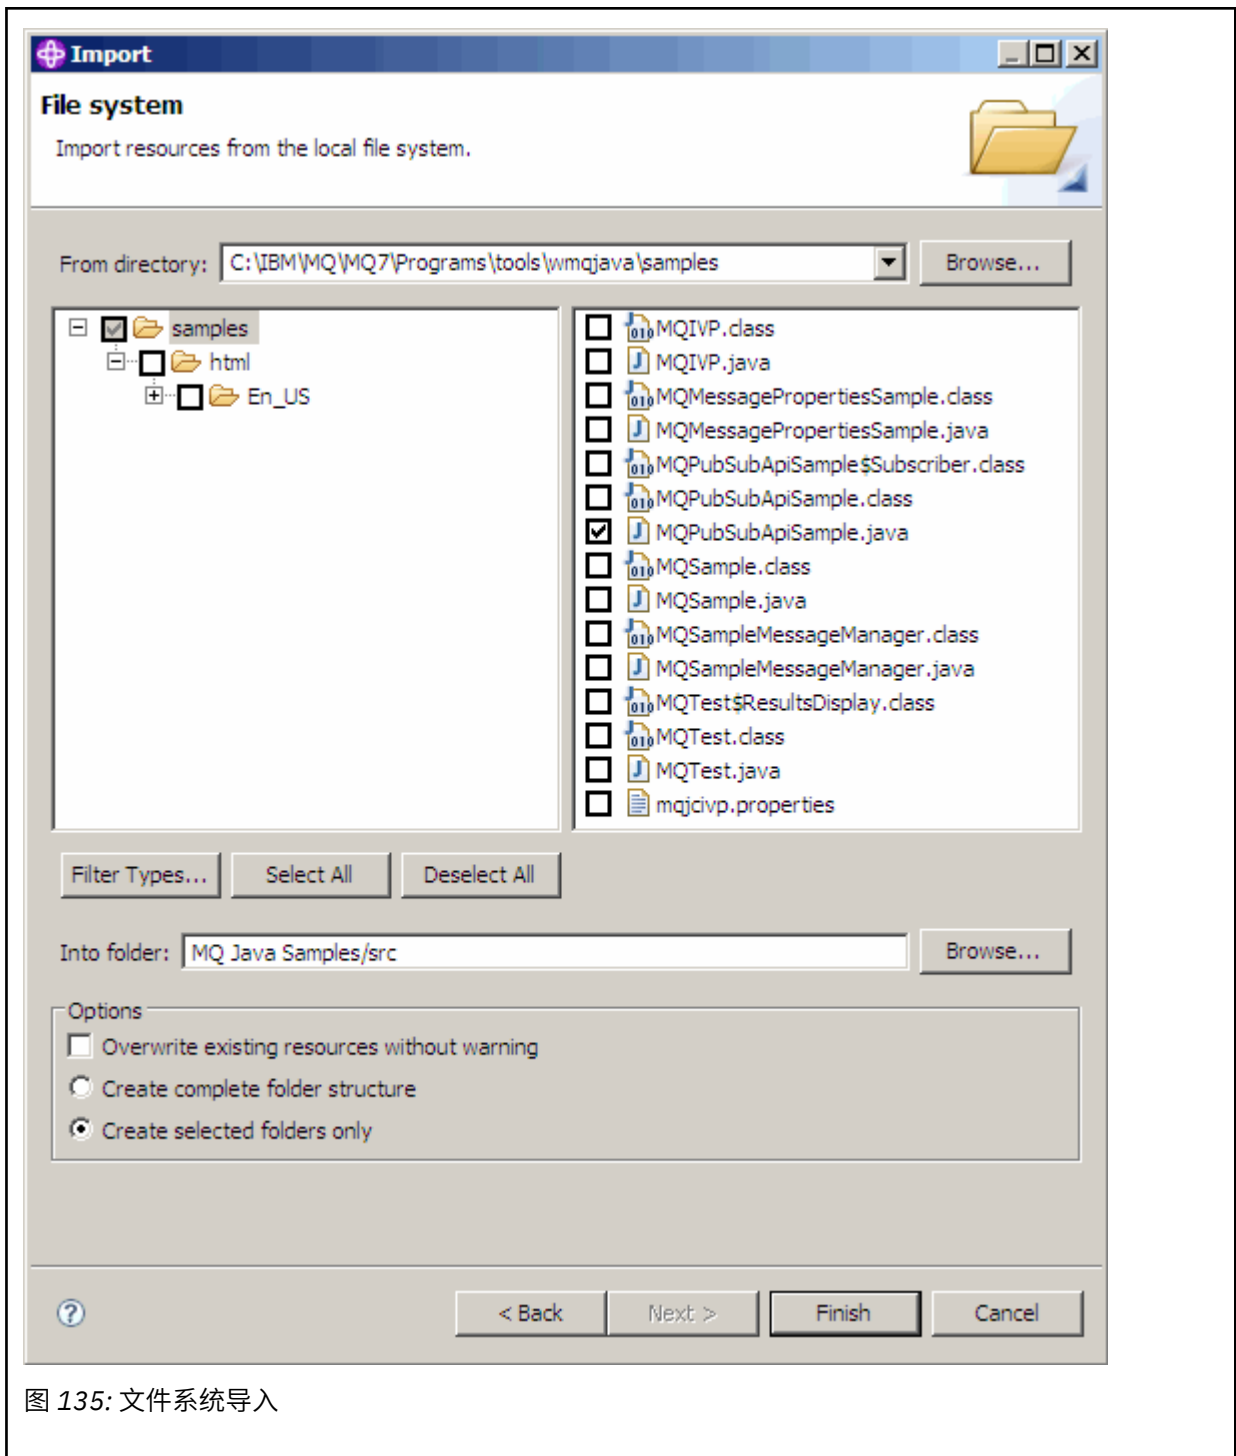 Import
File system
Import resources from the local file system.
From directory: C:\IBM\MQ\MQ7\Programs\tools\wmqjava\samples Browse...
samples
html
En_US
MQIVP.class
MQIVP.java
MQMessagePropertiesSample.class
MQMessagePropertiesSample.java
MQPubSubApiSample$Subscriber.class
MQPubSubApiSample.class
MQPubSubApiSample.java
MQSample.class
MQSample.java
MQSampleMessageManager.class
MQSampleMessageManager.java
MQTest$ResultsDisplay.class
MQTest.class
MQTest.java
mqjcivp.properties
Filter Types... Select All Deselect All
Into folder: MQ Java Samples/src Browse...
Options
Overwrite existing resources without warning
Create complete folder structure
Create selected folders only
< Back Next > Finish Cancel
图 135: 文件系统导入